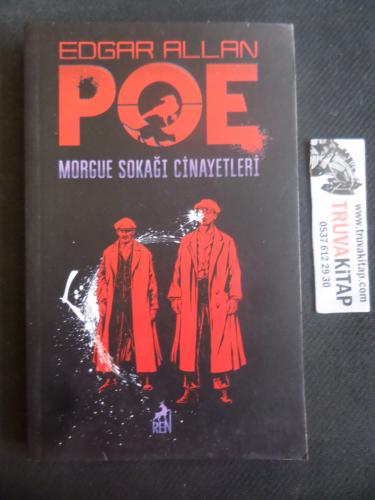 EDGAR ALLAN
POE
MORGUE SOKAĞI CİNAYETLERİ
REN
www.truvakitap.com
TRUVAKİTAP
0537 612 29 30